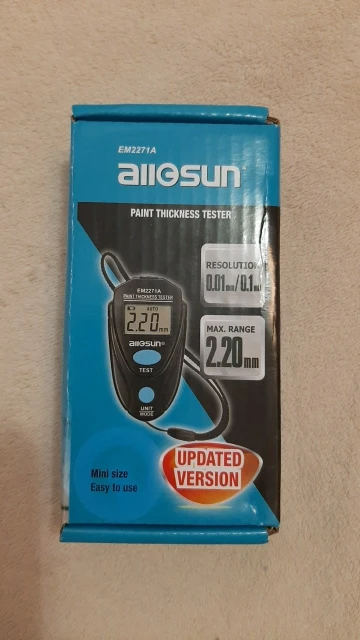 EM2271A
allosun
PAINT THICKNESS TESTER
RESOLUTION
0.01mm/0.1
MAX. RANGE
2.20mm
EM2271A
PAINT THICKNESS TESTER
AUTO
2.20mm
allosun
TEST
UNIT
MODE
UPDATED
VERSION
Mini size
Easy to use